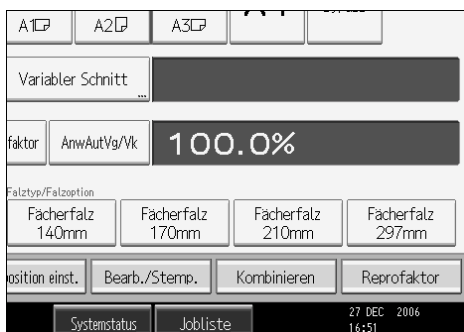 A1 A2 A3
Variabler Schnitt ...
faktor AnwAutVg/Vk 100.0%
Falztyp/Falzoption
Fächerfalz Fächerfalz Fächerfalz Fächerfalz
140mm 170mm 210mm 297mm
osition einst. Bearb./Stemp. Kombinieren Reprofaktor
Systemstatus Jobliste 27 DEC 2006
16:51